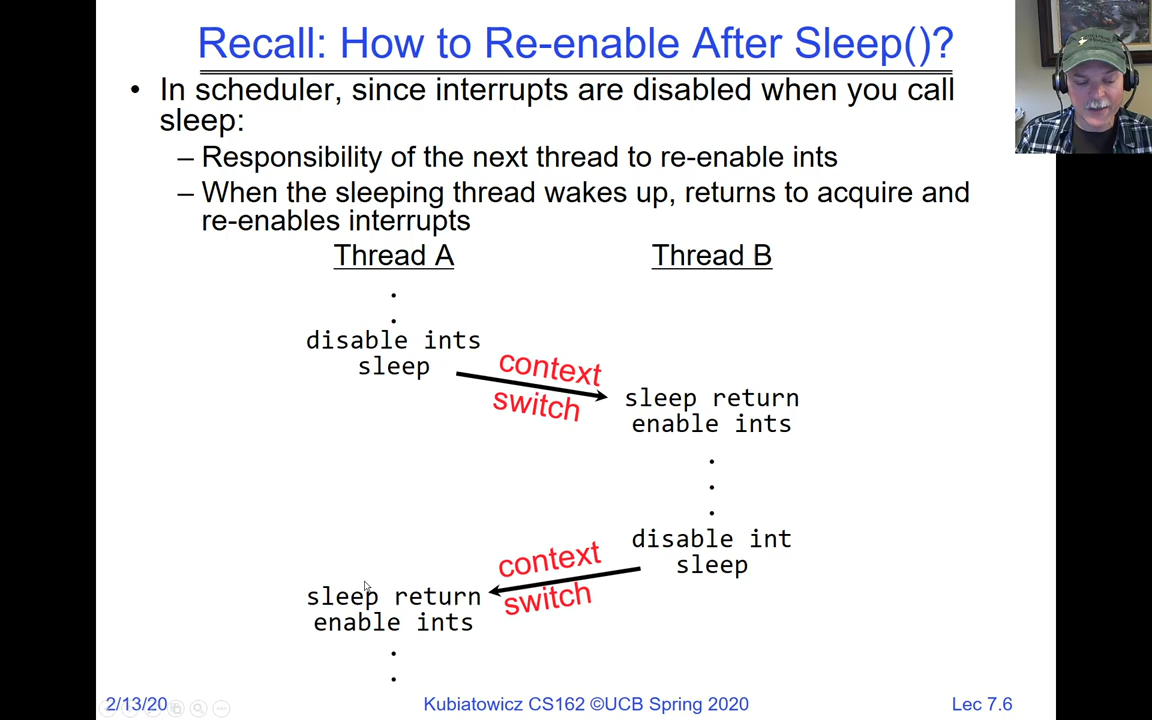 Recall: How to Re-enable After Sleep()?
• In scheduler, since interrupts are disabled when you call
sleep:
– Responsibility of the next thread to re-enable ints
– When the sleeping thread wakes up, returns to acquire and
re-enables interrupts
Thread A
Thread B
.
.
disable ints
sleep
context
switch
sleep return
enable ints
.
.
.
disable int
sleep
context
switch
sleep return
enable ints
.
.
2/13/20
Kubiatowicz CS162 ©UCB Spring 2020
Lec 7.6